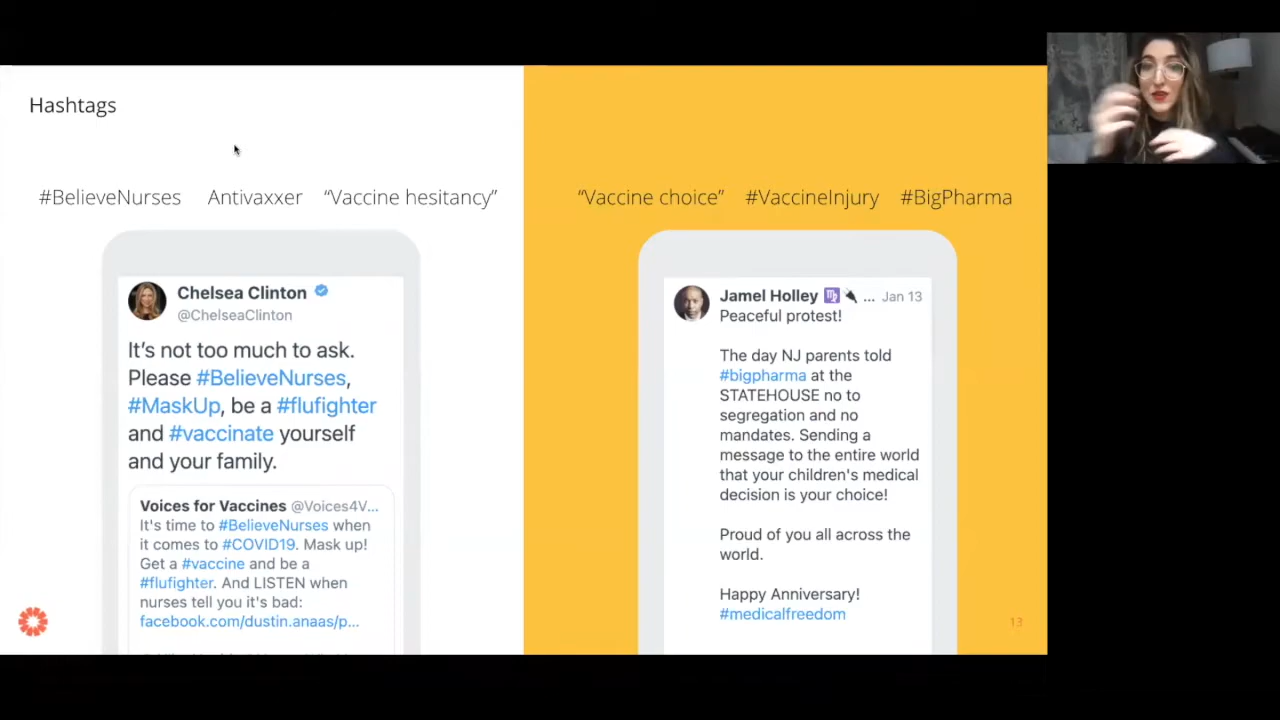 Hashtags
#BelieveNurses Antivaxxer “Vaccine hesitancy”
“Vaccine choice” #VaccineInjury #BigPharma
Chelsea Clinton
@ChelseaClinton
It’s not too much to ask.
Please #BelieveNurses,
#MaskUp, be a #flufighter
and #vaccinate yourself
and your family.
Voices for Vaccines @Voices4V...
It's time to #BelieveNurses when
it comes to #COVID19. Mask up!
Get a #vaccine and be a
#flufighter. And LISTEN when
nurses tell you it's bad:
facebook.com/dustin.anaas/p...
Jamel Holley ... Jan 13
Peaceful protest!
The day NJ parents told
#bigpharma at the
STATEHOUSE no to
segregation and no
mandates. Sending a
message to the entire world
that your children's medical
decision is your choice!
Proud of you all across the
world.
Happy Anniversary!
#medicalfreedom
13